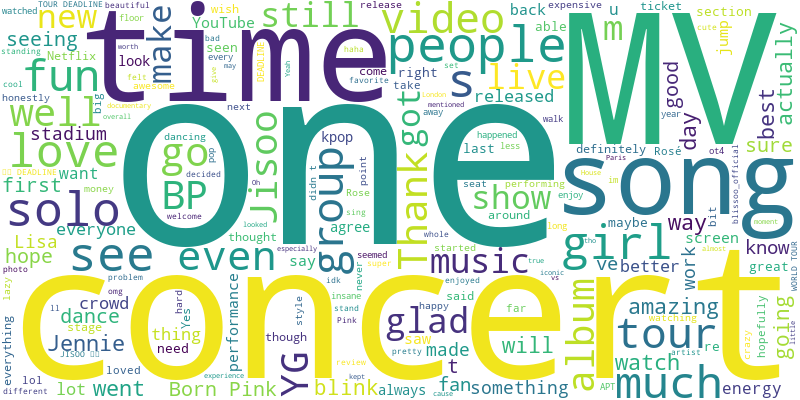 watched
TOUR DEADLINE
beautiful
new
floor
time
make
still
YouTube
wish
video
release
expensive
ticket
back
u
section
MV
cute
jump
seeing
standing
Netflix
fun
cool
honestly
look
worth
bad
seen
every
may
give
felt
awesome
documentary
overall
DEADLINE
Yeah
haha
favorite
come
set
people
right
take
s
live
released
m
able
actually
well
big
stadium
love
next
one
London
mentioned
away
walk
got
day
good
year
best
sure
CG DEADLINE
want
first
money
dancing
go
pop
BP
decided
Oh
welcome
Jisoo
kpop
didn t
point
Rose
sing
agree
group
Thank
last
happened
less
seat
performing
show
around
enjoy
definitely
Rosé
ot4
Paris
House
im
maybe
song
bit
blissoo_official
moment
solo
Lisa
everyone
hope
see
even
thought
looked
say
especially
whole
started
music
true
iconic
vs
long
girl
tho
ve
better
way
screen
work
know
great
almost
WORLD TOUR
photo
lazy
crowd
problem
ll
omg
concert
everything
Jisoo
dance
stage
Jennie
loved
lol
different
lot
went
thing
Yes
hard
need
Born Pink
experience
performance
YG
though
style
idk
insane
stand
Pink
review
kept
blink
seemed
never
super
enjoyed
happy
glad
saw
pretty
made
always
fan
cause
said
t
far
will
something
album
amazing
tour
watching
watch
re
artist
APT
much
crazy
hopefully
going
little
energy